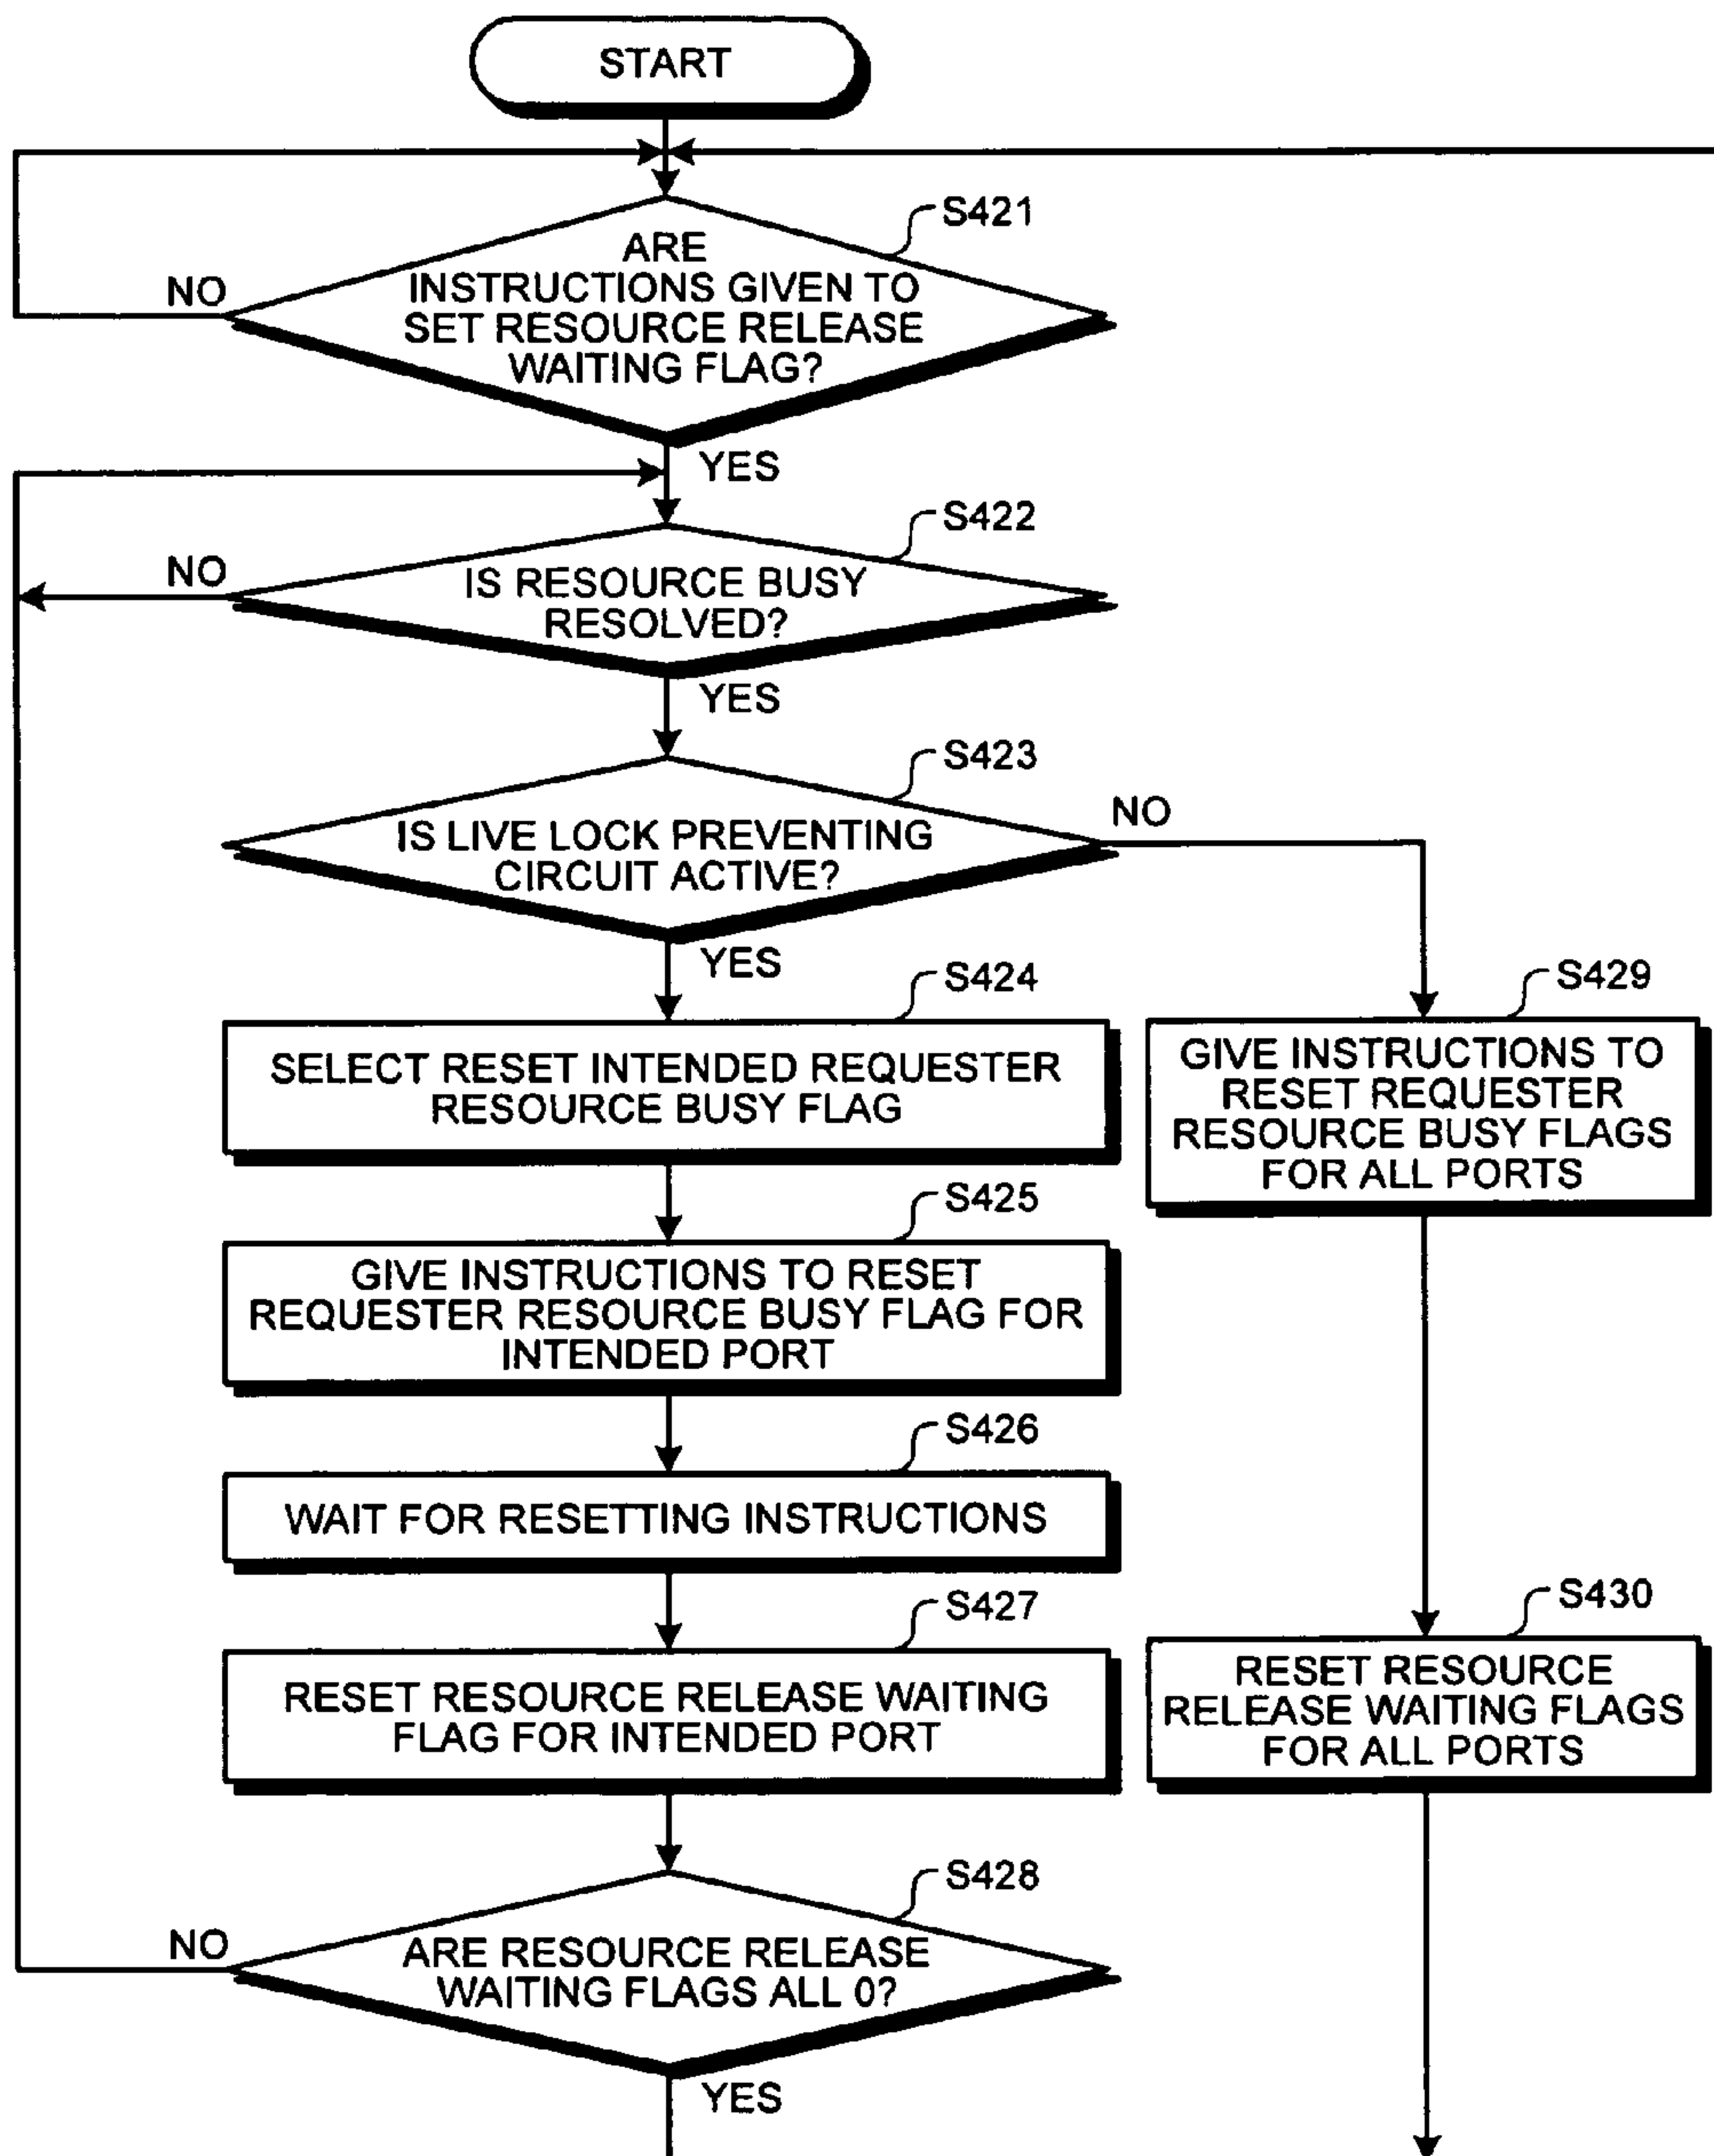 START
S421
ARE
INSTRUCTIONS GIVEN TO
SET RESOURCE RELEASE
WAITING FLAG?
NO
YES
S422
IS RESOURCE BUSY
RESOLVED?
NO
YES
S423
IS LIVE LOCK PREVENTING
CIRCUIT ACTIVE?
NO
YES
S424
SELECT RESET INTENDED REQUESTER
RESOURCE BUSY FLAG
S429
GIVE INSTRUCTIONS TO
RESET REQUESTER
RESOURCE BUSY FLAGS
FOR ALL PORTS
S425
GIVE INSTRUCTIONS TO RESET
REQUESTER RESOURCE BUSY FLAG FOR
INTENDED PORT
S426
WAIT FOR RESETTING INSTRUCTIONS
S427
RESET RESOURCE RELEASE WAITING
FLAG FOR INTENDED PORT
S430
RESET RESOURCE
RELEASE WAITING FLAGS
FOR ALL PORTS
S428
ARE RESOURCE RELEASE
WAITING FLAGS ALL 0?
NO
YES